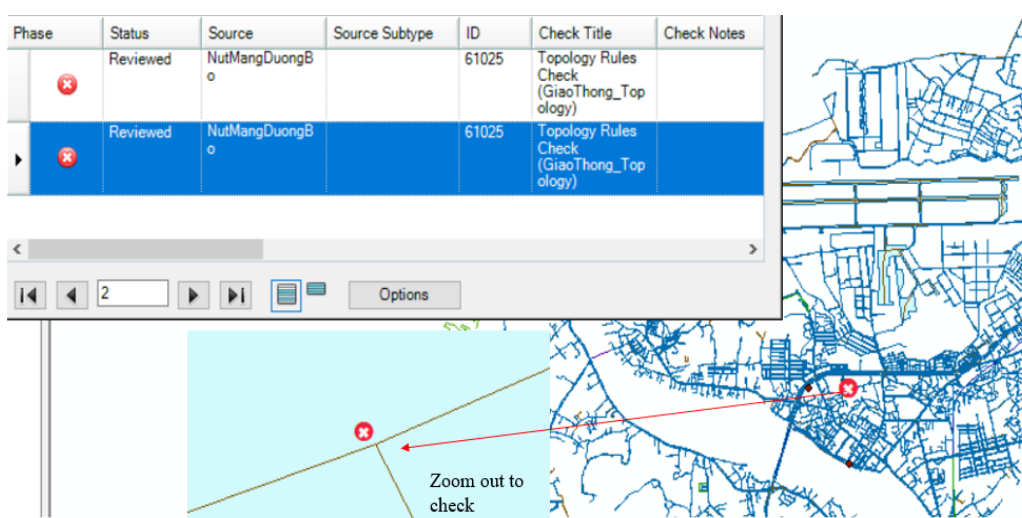 Phase Status Source Source Subtype ID Check Title Check Notes
Reviewed NutMangDuongB 61025 Topology Rules
o Check
(GiaoThong_Top
ology)
Reviewed NutMangDuongB 61025 Topology Rules
o Check
(GiaoThong_Top
ology)
2 Options
Zoom out to
check